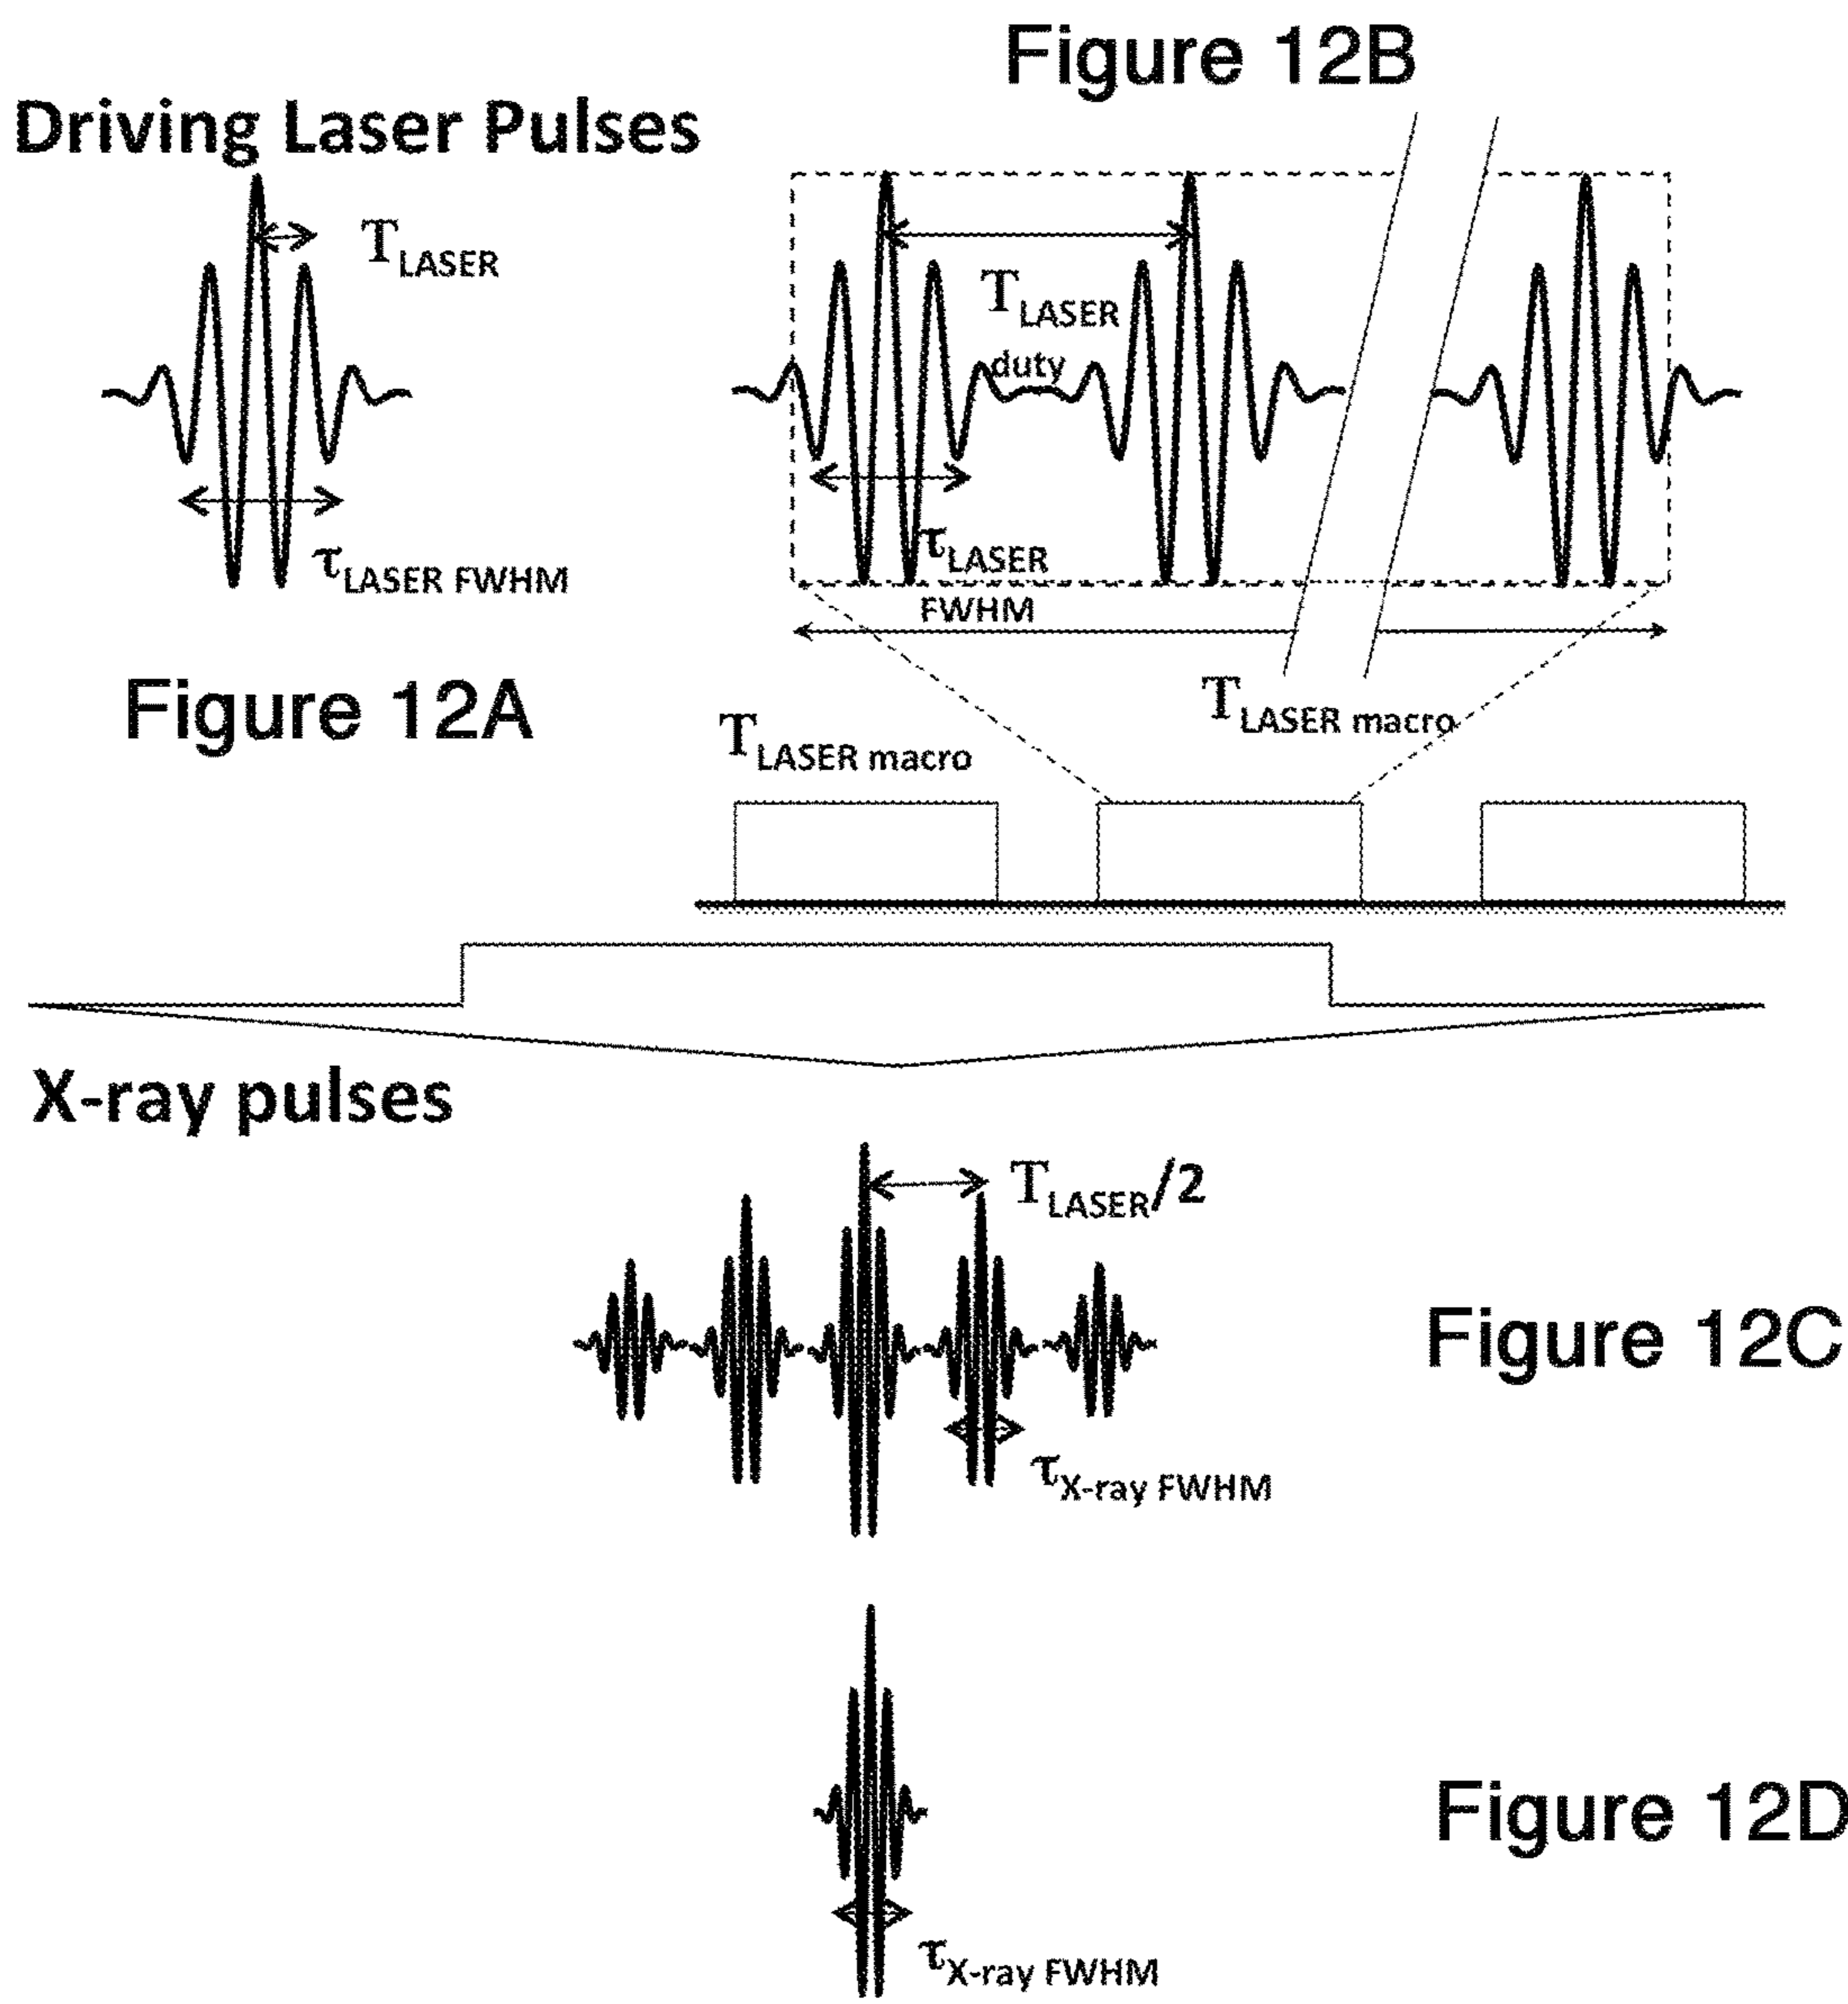 Figure 12B
Driving Laser Pulses
TLASER
TLASER
duty
τLASER FWHM
τLASER
FWHM
Figure 12A
TLASER macro
TLASER macro
X-ray pulses
TLASER/2
Figure 12C
τX-ray FWHM
Figure 12D
τX-ray FWHM